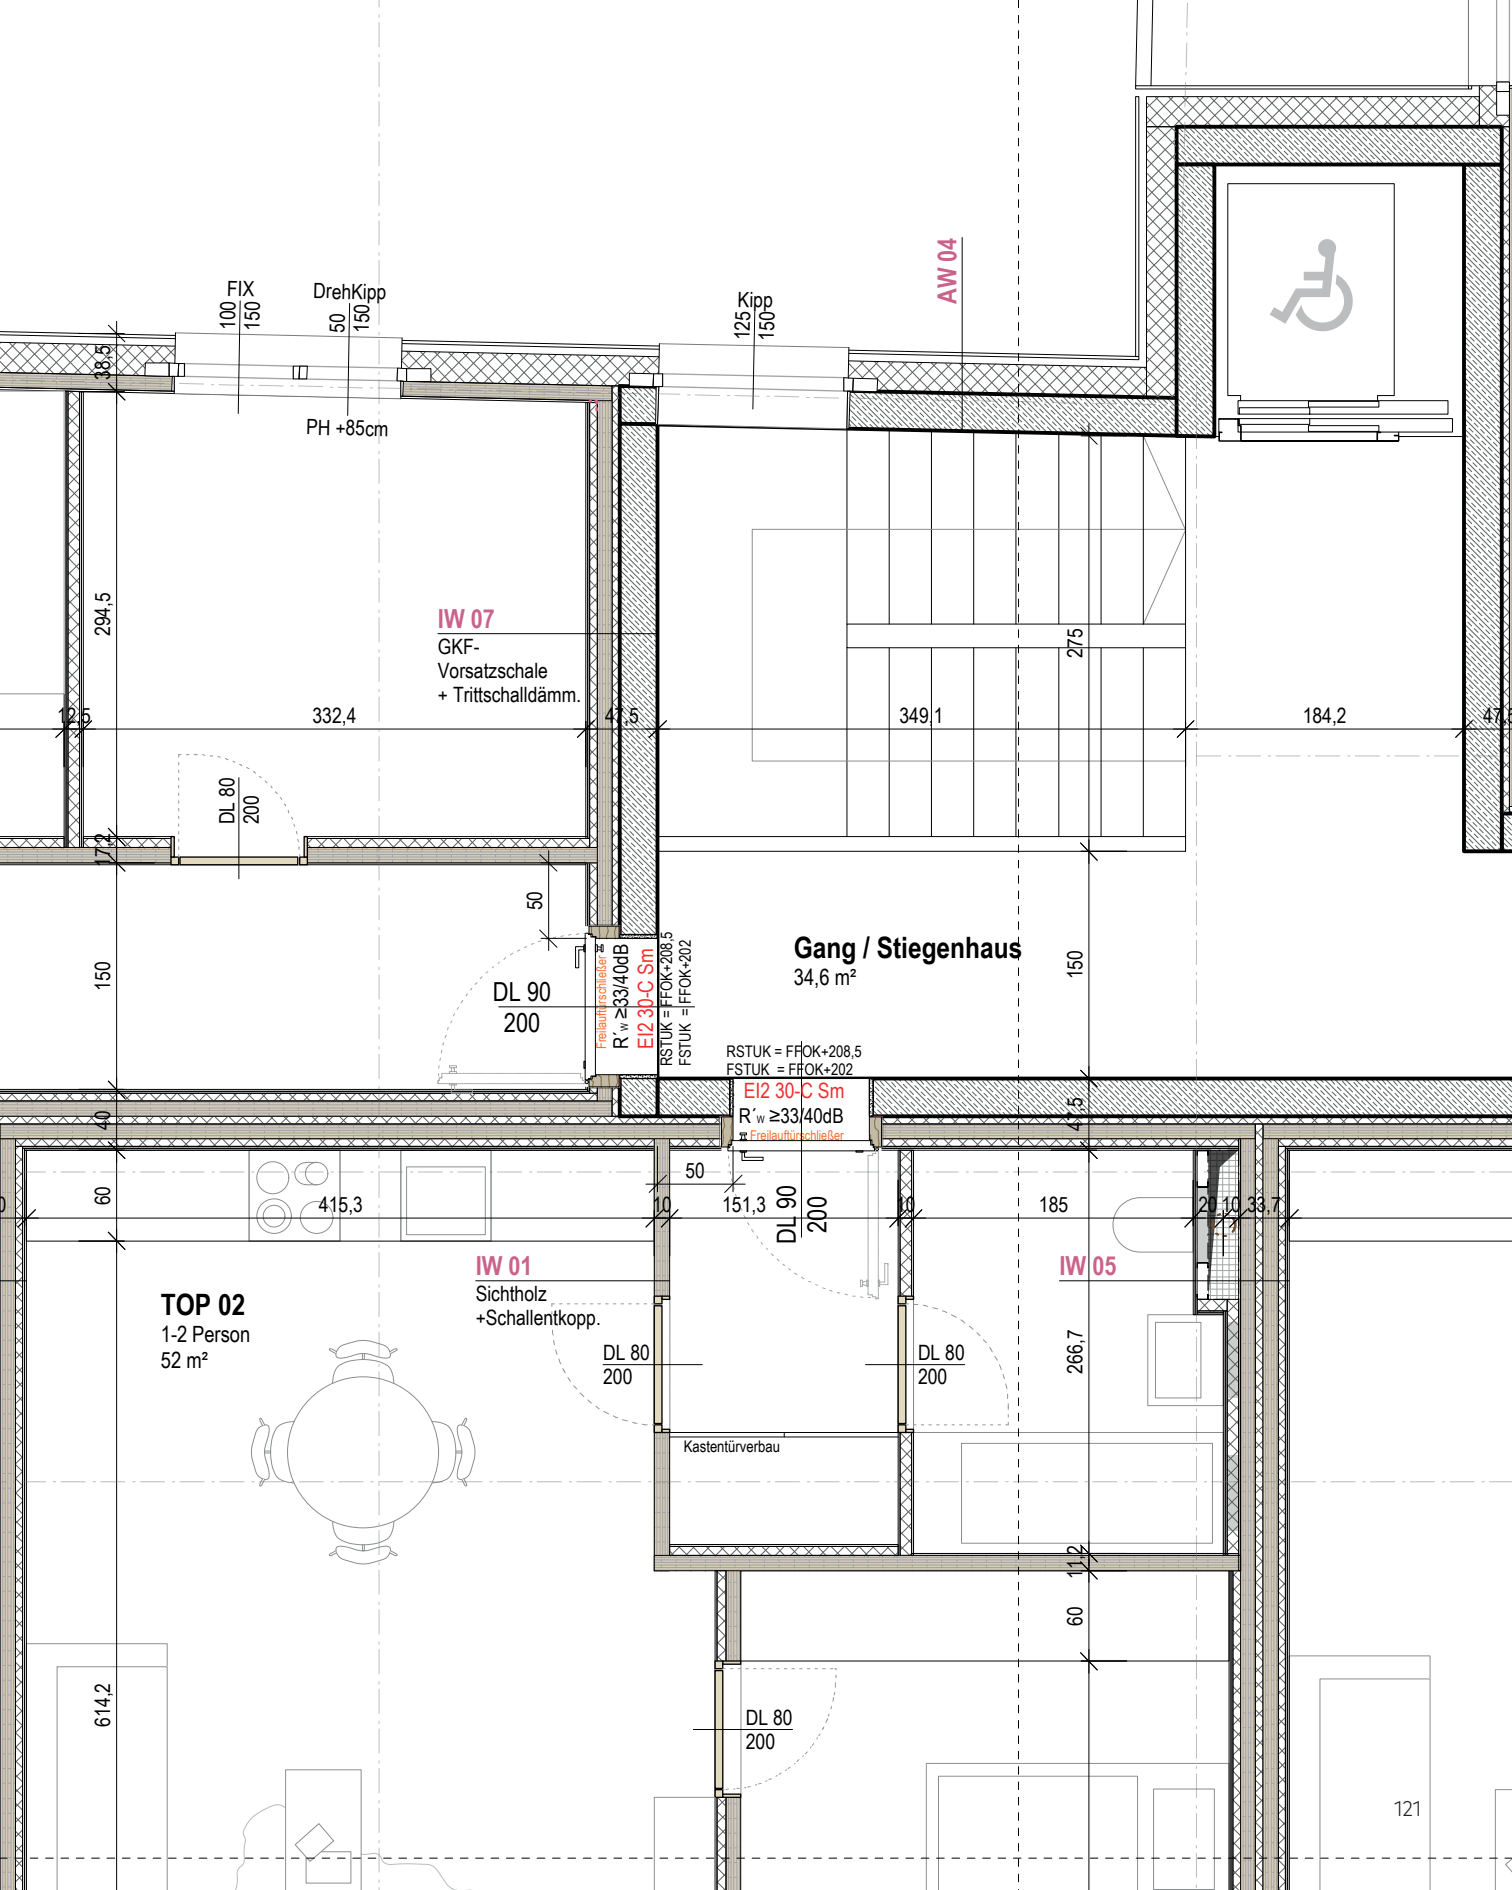 FIX
100
150
DrehKipp
50
150
Kipp
125
150
AW 04
38,5
PH +85cm
294,5
IW 07
GKF-
Vorsatzschale
+ Trittschalldämm.
275
12,5
332,4
47,5
349,1
184,2
DL 80
200
17,2
50
150
DL 90
200
Freilauftürschließer
R´w ≥33/40dB
EI2 30-C Sm
RSTUK = FFOK+208,5
FSTUK = FFOK+202
Gang / Stiegenhaus
34,6 m²
150
RSTUK = FFOK+208,5
FSTUK = FFOK+202
EI2 30-C Sm
R´w ≥33/40dB
Freilauftürschließer
40
47,5
60
50
415,3
10
151,3
DL 90
200
10
185
20
10
33,7
IW 01
Sichtholz
+Schallentkopp.
IW 05
TOP 02
1-2 Person
52 m²
DL 80
200
DL 80
200
266,7
Kastentürverbau
11,2
60
614,2
DL 80
200
121